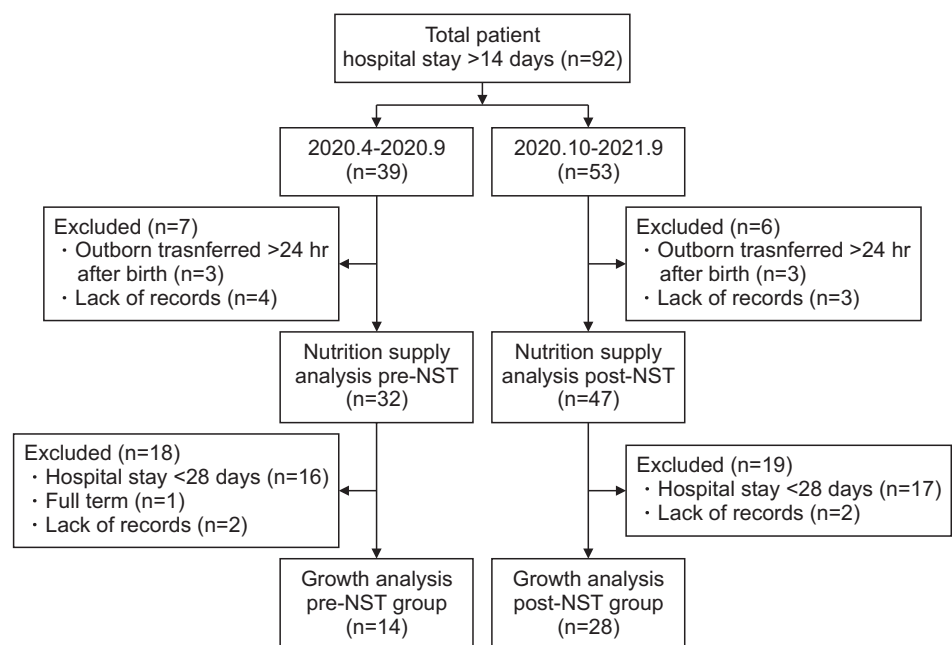 Total patient
hospital stay >14 days (n=92)
2020.4-2020.9
(n=39)
2020.10-2021.9
(n=53)
Excluded (n=7)
· Outborn trasnferred >24 hr
after birth (n=3)
· Lack of records (n=4)
Excluded (n=6)
· Outborn trasnferred >24 hr
after birth (n=3)
· Lack of records (n=3)
Nutrition supply
analysis pre-NST
(n=32)
Nutrition supply
analysis post-NST
(n=47)
Excluded (n=18)
· Hospital stay <28 days (n=16)
· Full term (n=1)
· Lack of records (n=2)
Excluded (n=19)
· Hospital stay <28 days (n=17)
· Lack of records (n=2)
Growth analysis
pre-NST group
(n=14)
Growth analysis
post-NST group
(n=28)